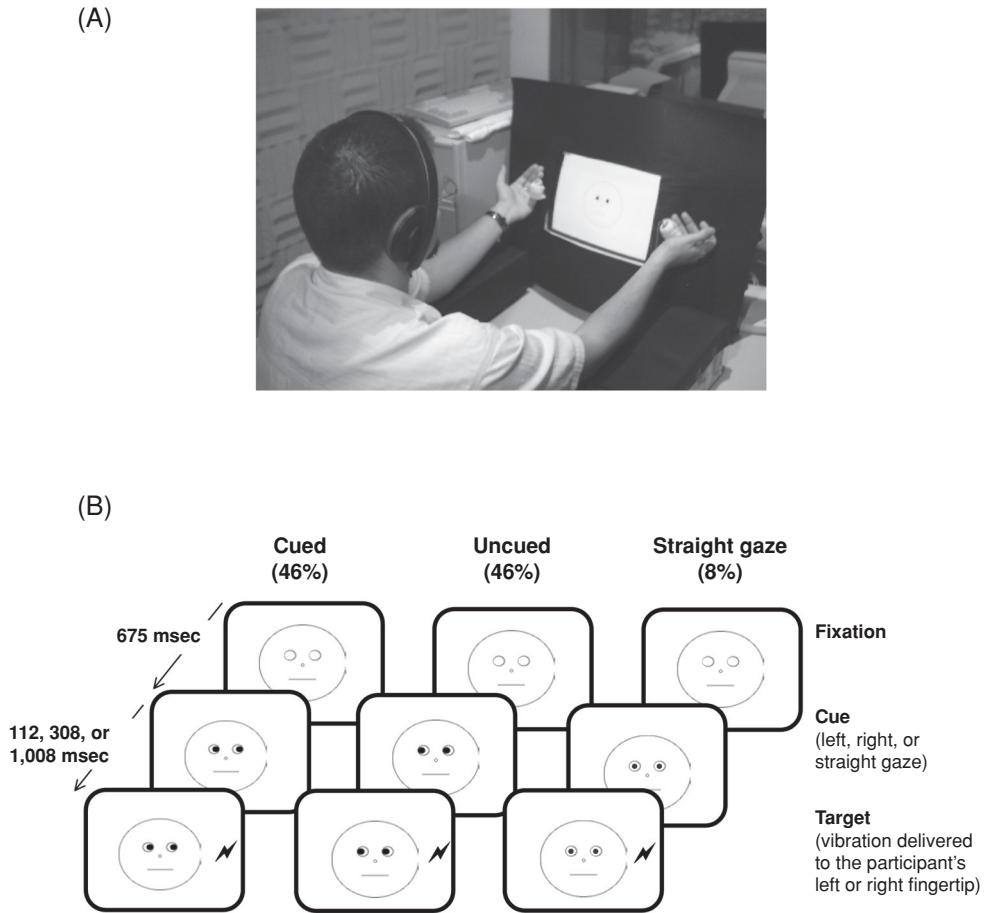 (A)
(B)
Cued
(46%)
Uncued
(46%)
Straight gaze
(8%)
675 msec
112, 308, or
1,008 msec
Fixation
Cue
(left, right, or
straight gaze)
Target
(vibration delivered
to the participant's
left or right fingertip)